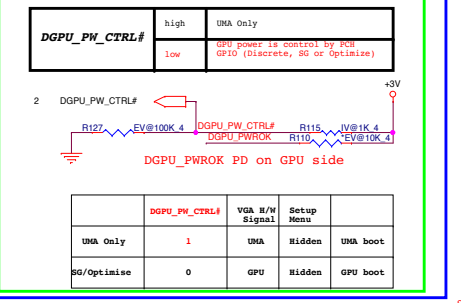 DGPU_PW_CTRL# high UMA Only
low GPU power is control by PCH
GPIO (Discrete, SG or Optimize)
+3V
2 DGPU_PW_CTRL#
R127 EV@100K_4 DGPU_PW_CTRL# R115 IV@1K_4
DGPU_PWROK R110 *EV@10K_4
DGPU_PWROK PD on GPU side
DGPU_PW_CTRL# VGA H/W Signal Setup Menu
UMA Only 1 UMA Hidden UMA boot
SG/Optimise 0 GPU Hidden GPU boot